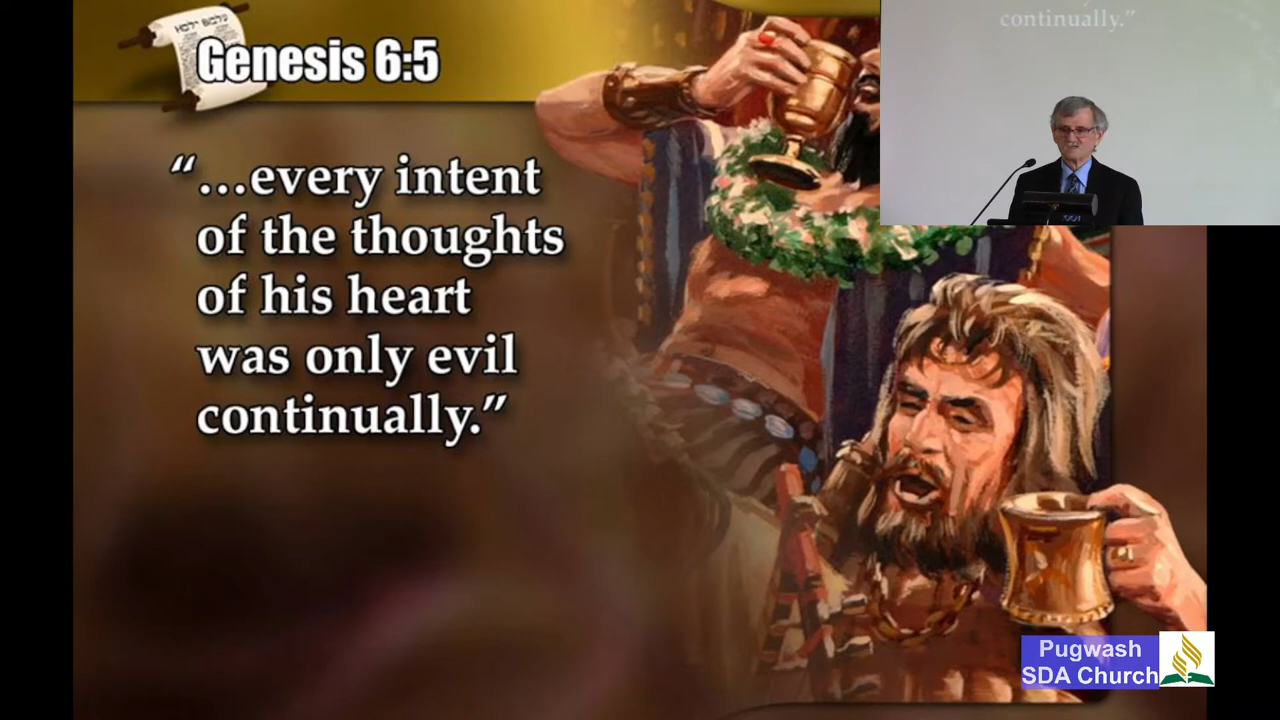 Genesis 6:5
continually.”
“…every intent
of the thoughts
of his heart
was only evil
continually.”
Pugwash
SDA Church